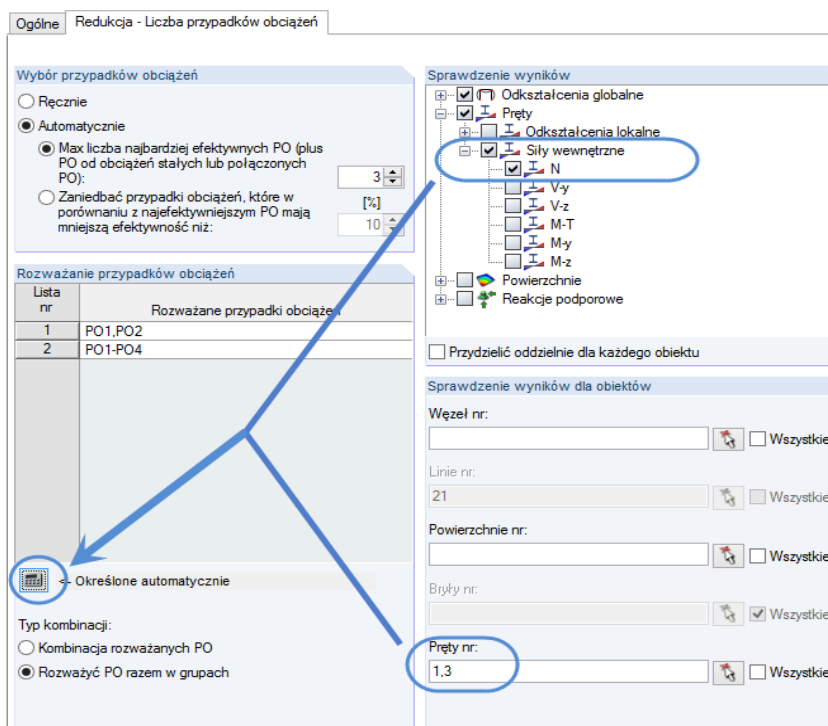 Ogólne
Redukcja - Liczba przypadków obciążeń
Wybór przypadków obciążeń
Ręcznie
Automatycznie
Max liczba najbardziej efektywnych PO (plus
PO od obciążeń stałych lub połączonych
PO):
3
Zaniedbać przypadki obciążeń, które w
porównaniu z najefektywniejszym PO mają
mniejszą efektywność niż:
[%]
10
Rozważanie przypadków obciążeń
Lista
nr
Rozważane przypadki obciążeń
1 PO1,PO2
2 PO1-PO4
<- Określone automatycznie
Typ kombinacji:
Kombinacja rozważanych PO
Rozważyć PO razem w grupach
Sprawdzenie wyników
Odkształcenia globalne
Pręty
Odkształcenia lokalne
Siły wewnętrzne
N
V-y
V-z
M-T
M-y
M-z
Powierzchnie
Reakcje podporowe
Przydzielić oddzielnie dla każdego obiektu
Sprawdzenie wyników dla obiektów
Węzeł nr:
Wszystkie
Linie nr:
21
Wszystkie
Powierzchnie nr:
Wszystkie
Bryły nr:
Wszystkie
Pręty nr:
1,3
Wszystkie